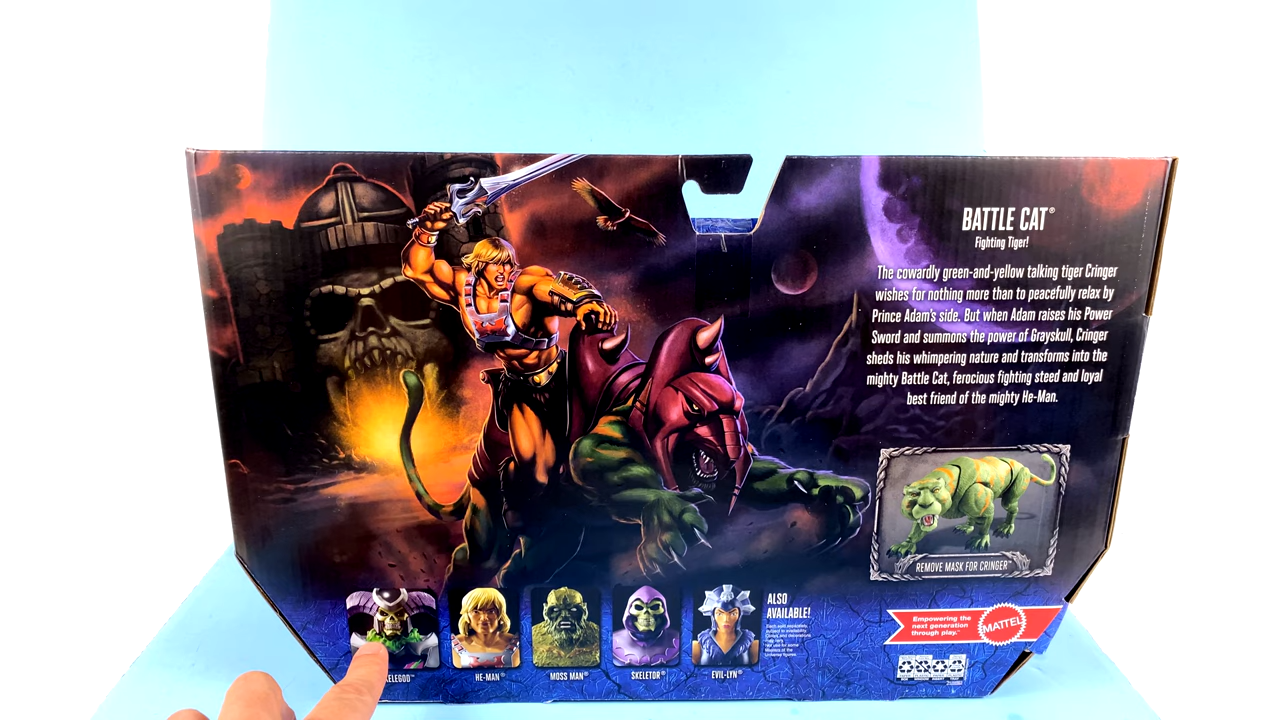 BATTLE CAT®
Fighting Tiger!
The cowardly green-and-yellow talking tiger Cringer
wishes for nothing more than to peacefully relax by
Prince Adam's side. But when Adam raises his Power
Sword and summons the power of Grayskull, Cringer
sheds his whimpering nature and transforms into the
mighty Battle Cat, ferocious fighting steed and loyal
best friend of the mighty He-Man.
REMOVE MASK FOR CRINGER™
ELEGOD™
HE-MAN®
MOSS MAN®
SKELETOR®
EVIL-LYN®
ALSO
AVAILABLE!
Empowering the
next generation
through play.™
MATTEL